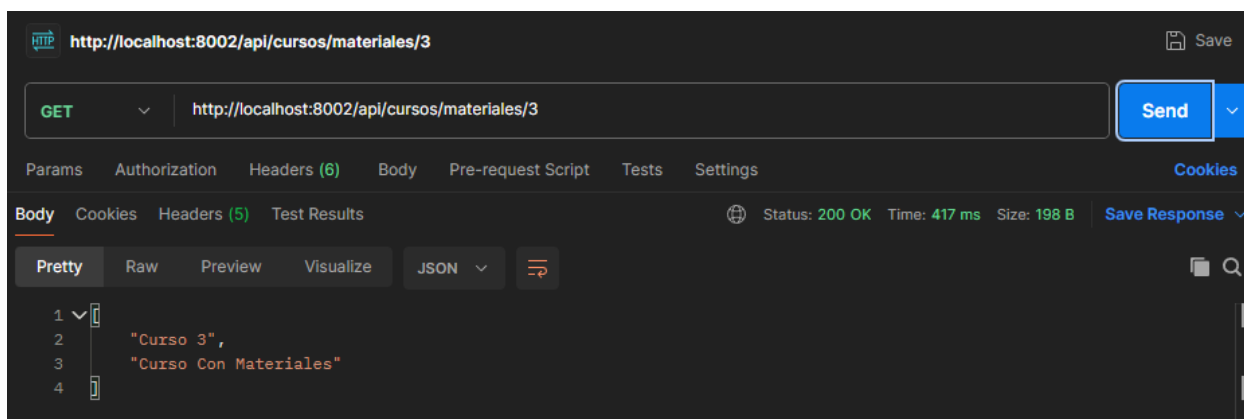 HTTP http://localhost:8002/api/cursos/materiales/3 Save
GET http://localhost:8002/api/cursos/materiales/3 Send
Params Authorization Headers (6) Body Pre-request Script Tests Settings Cookies
Body Cookies Headers (5) Test Results Status: 200 OK Time: 417 ms Size: 198 B Save Response
Pretty Raw Preview Visualize JSON
1 [
2 "Curso 3",
3 "Curso Con Materiales"
4 ]